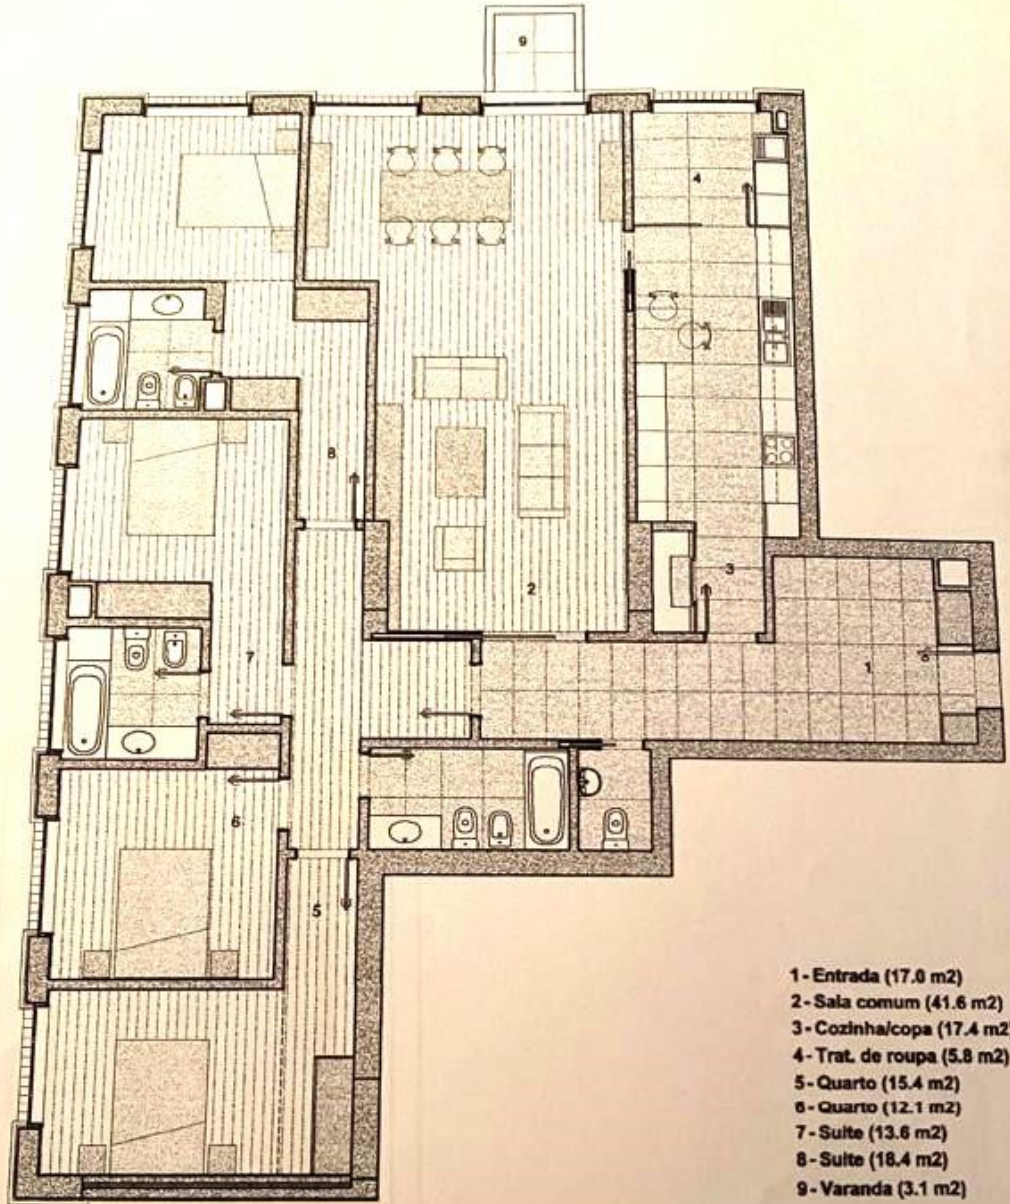 9
4
8
2
3
1
7
6
5
1 - Entrada (17.0 m2)
2 - Sala comum (41.6 m2)
3 - Cozinha/copa (17.4 m2)
4 - Trat. de roupa (5.8 m2)
5 - Quarto (15.4 m2)
6 - Quarto (12.1 m2)
7 - Suite (13.6 m2)
8 - Suite (18.4 m2)
9 - Varanda (3.1 m2)